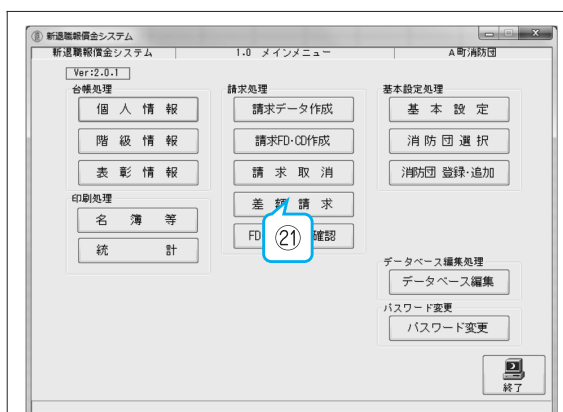 新退職報償金システム
新退職報償金システム 1.0 メインメニュー A町消防団
Ver:2.0.1
台帳処理
個人情報
階級情報
表彰情報
印刷処理
名簿等
統計
請求処理
請求データ作成
請求FD・CD作成
請求取消
差額請求
FD 確認
㉑
基本設定処理
基本設定
消防団選択
消防団 登録・追加
データベース編集処理
データベース編集
パスワード変更
パスワード変更
終了